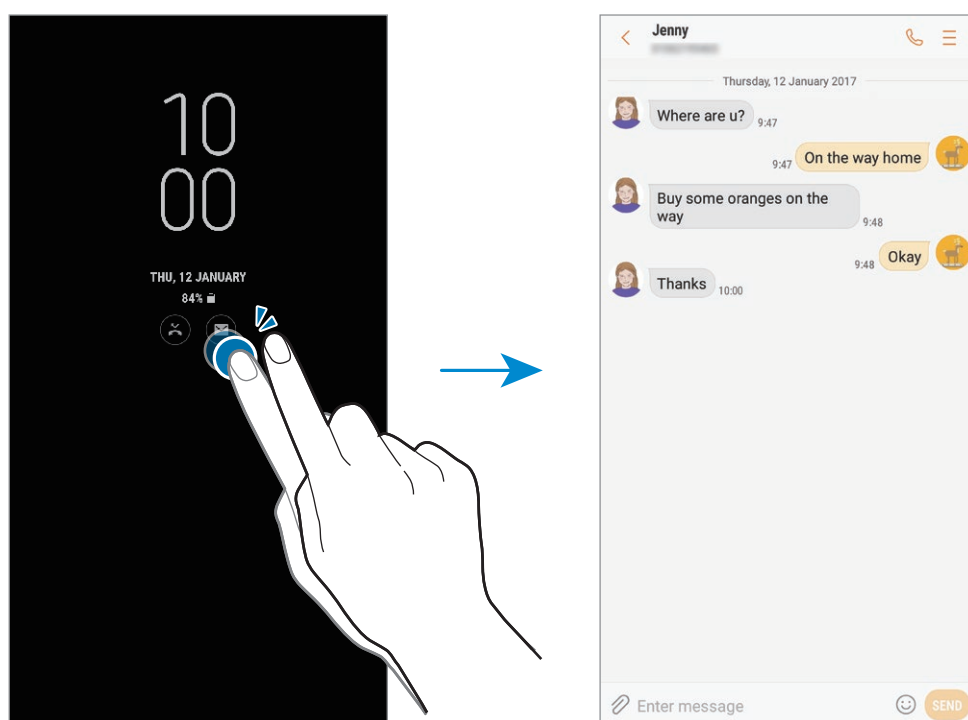 10
00
THU, 12 JANUARY
84%
Jenny
Thursday, 12 January 2017
Where are u?
9:47
9:47
On the way home
Buy some oranges on the
way
9:48
9:48
Okay
Thanks
10:00
Enter message
SEND